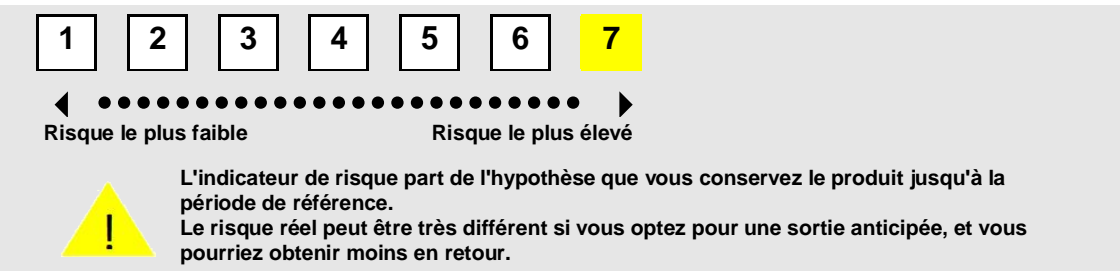 1 2 3 4 5 6 7
Risque le plus faible Risque le plus élevé
L'indicateur de risque part de l'hypothèse que vous conservez le produit jusqu'à la
période de référence.
Le risque réel peut être très différent si vous optez pour une sortie anticipée, et vous
pourriez obtenir moins en retour.
!